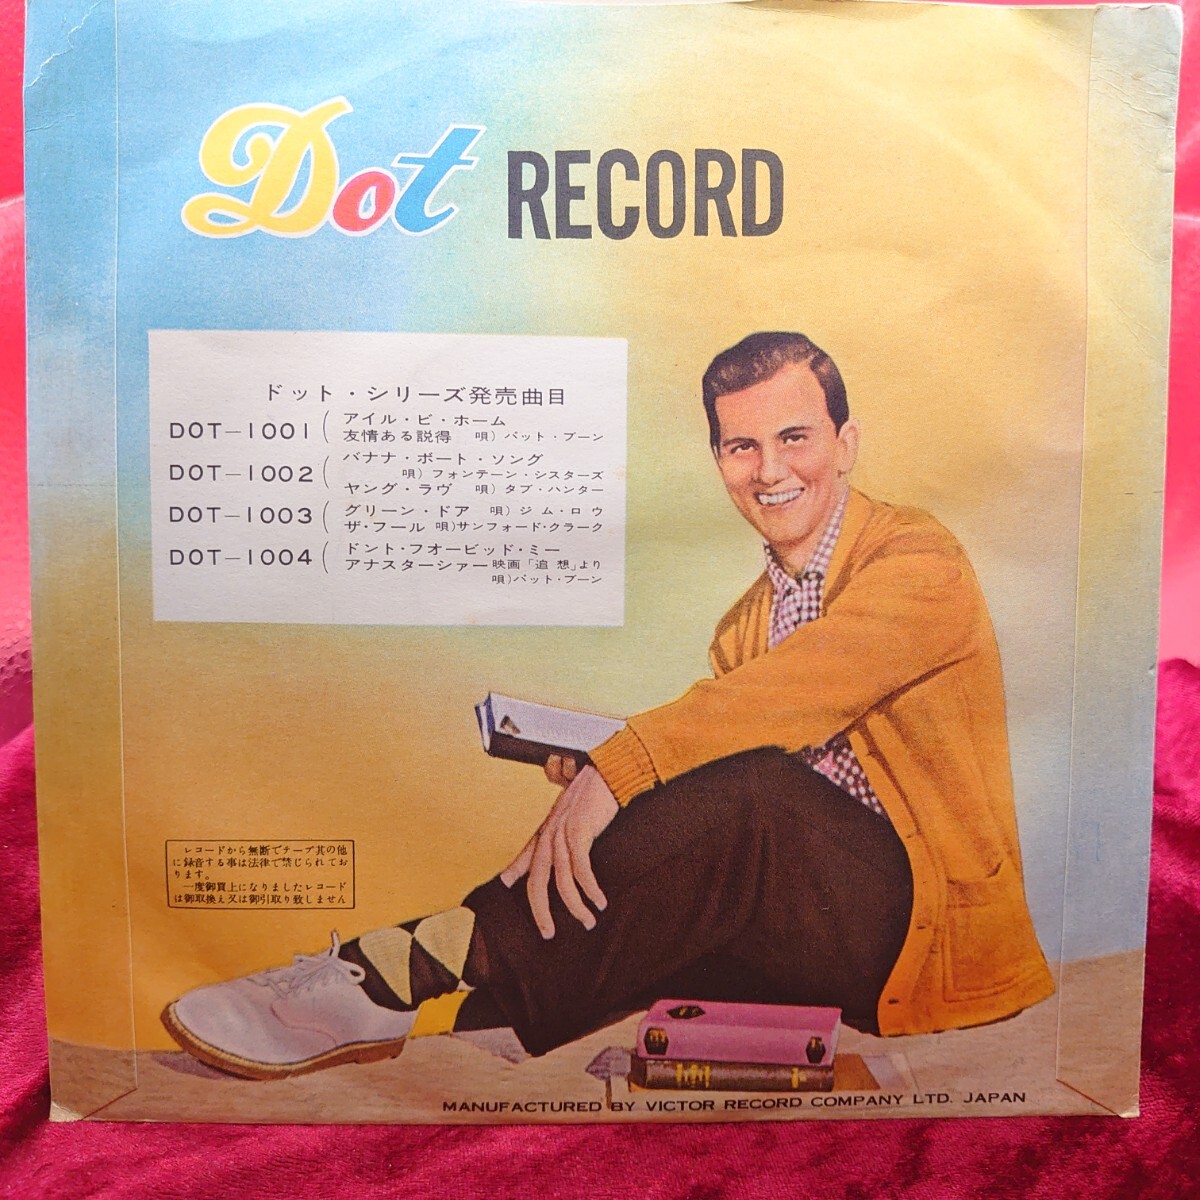 Dot RECORD
ドット・シリーズ発売曲目
DOT-1001 ( アイル・ビ・ホーム
友情ある説得 唄)パット・ブーン
DOT-1002 ( バナナ・ボート・ソング
唄)フォンテーン・シスターズ
ヤング・ラヴ 唄)タブ・ハンター
DOT-1003 ( グリーン・ドア 唄)ジム・ロウ
ザ・フール 唄)サンフォード・クラーク
DOT-1004 ( ドント・フオービッド・ミー
アナスターシァー 映画「追想」より
唄)パット・ブーン
レコードから無断でテープ其の他
に録音する事は法律で禁じられてお
ります。
一度御買上になりましたレコード
は御取換え又は御引取り致しません
MANUFACTURED BY VICTOR RECORD COMPANY LTD. JAPAN